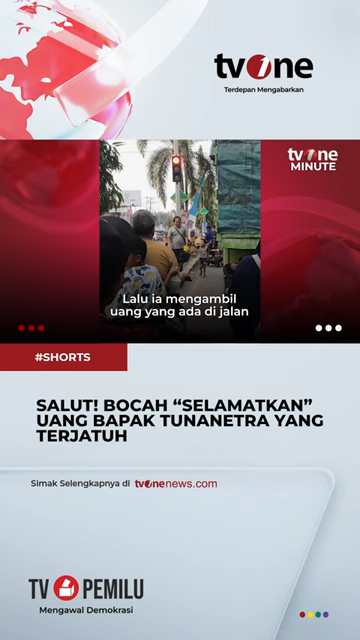 tvOne
Terdepan Mengabarkan
tvOne
MINUTE
Lalu ia mengambil
uang yang ada di jalan
#SHORTS
SALUT! BOCAH “SELAMATKAN”
UANG BAPAK TUNANETRA YANG
TERJATUH
Simak Selengkapnya di tvOnenews.com
TV PEMILU
Mengawal Demokrasi